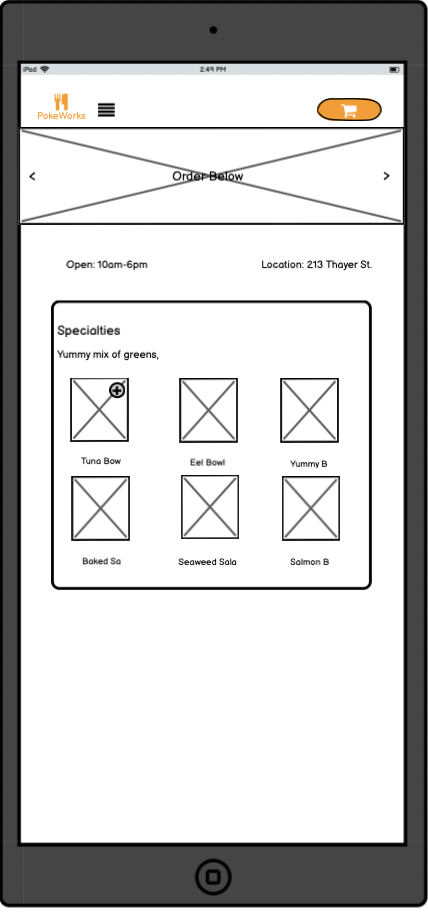 iPod 2:49 PM
PokeWorks
< Order Below >
Open: 10am-6pm Location: 213 Thayer St.
Specialties
Yummy mix of greens,
Tuna Bow Eel Bowl Yummy B
Baked Sa Seaweed Sala Salmon B